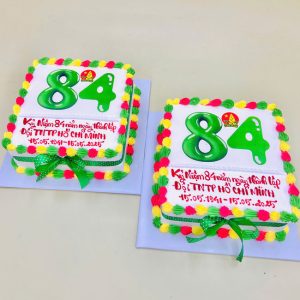 84
Kỷ Niệm 84 năm ngày thành lập
Đội TNTP HỒ CHÍ MINH
15.05.1941-15.05.2025
84
Kỷ Niệm 84 năm ngày thành lập
Đội TNTP HỒ CHÍ MINH
15.05.1941-15.05.2025